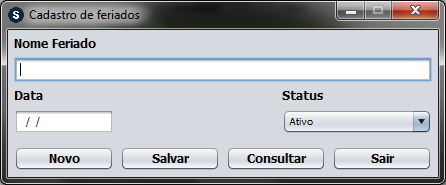 S Cadastro de feriados
Nome Feriado
Data Status
/ / Ativo
Novo Salvar Consultar Sair